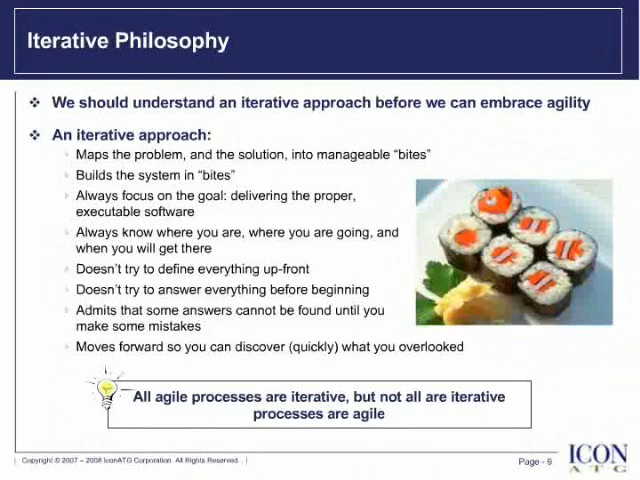 Iterative Philosophy
We should understand an iterative approach before we can embrace agility
An iterative approach:
Maps the problem, and the solution, into manageable “bites”
Builds the system in “bites”
Always focus on the goal: delivering the proper,
executable software
Always know where you are, where you are going, and
when you will get there
Doesn’t try to define everything up-front
Doesn’t try to answer everything before beginning
Admits that some answers cannot be found until you
make some mistakes
Moves forward so you can discover (quickly) what you overlooked
All agile processes are iterative, but not all are iterative
processes are agile
Copyright © 2007 – 2008 IconATG Corporation. All Rights Reserved. |
Page - 9
ICON
A T G